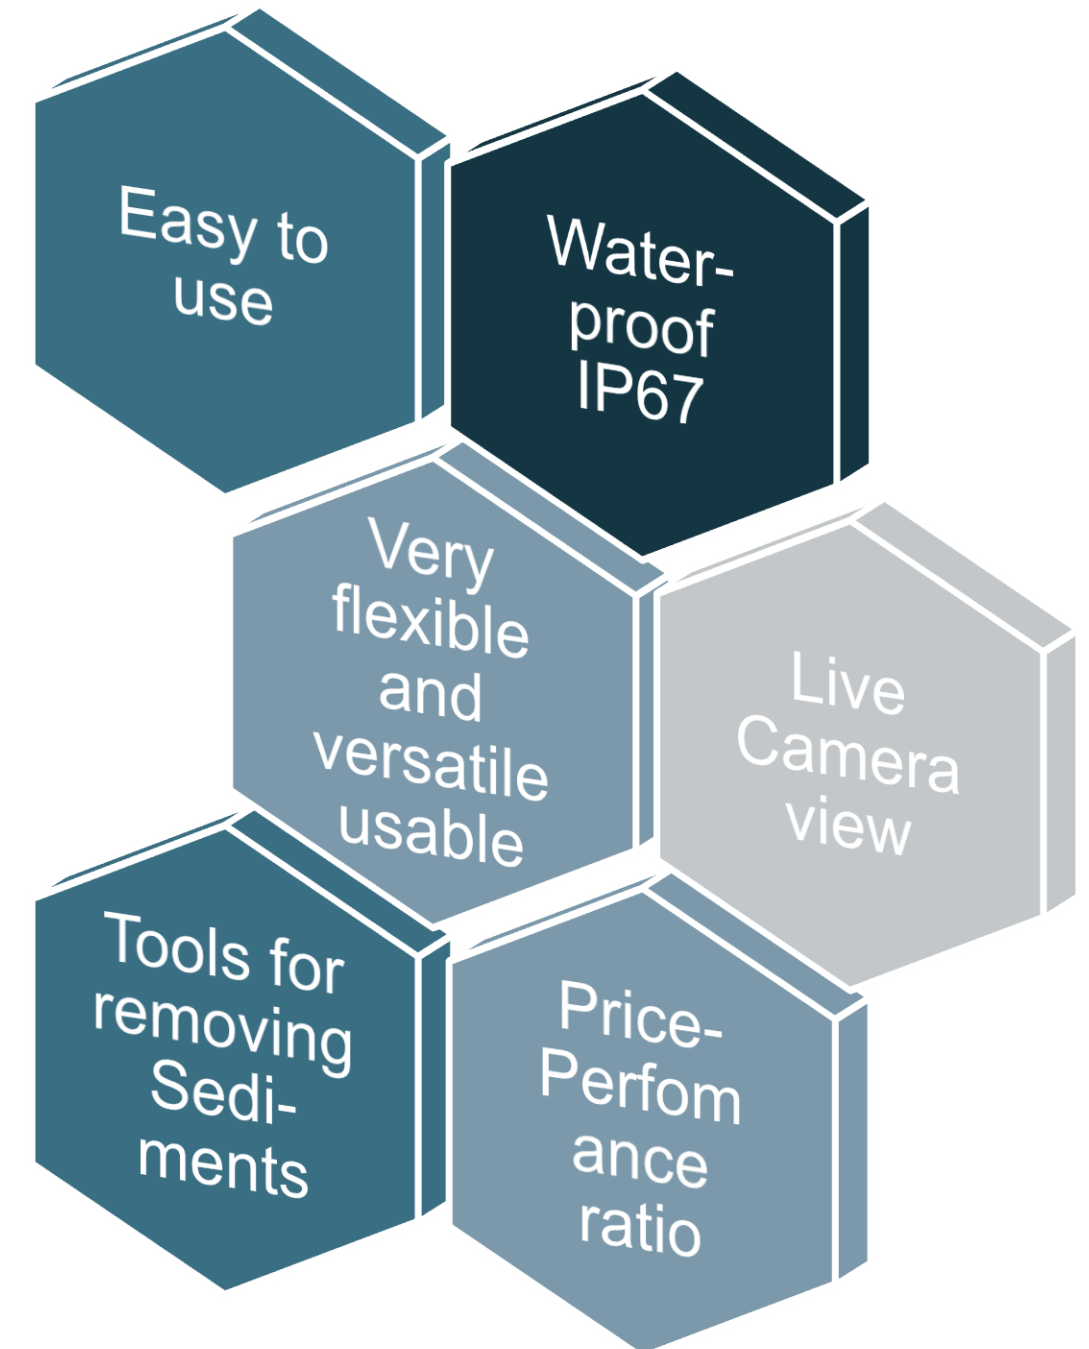 Easy to
use
Water-
proof
IP67
Very
flexible
and
versatile
usable
Live
Camera
view
Tools for
removing
Sedi-
ments
Price-
Perfom
ance
ratio